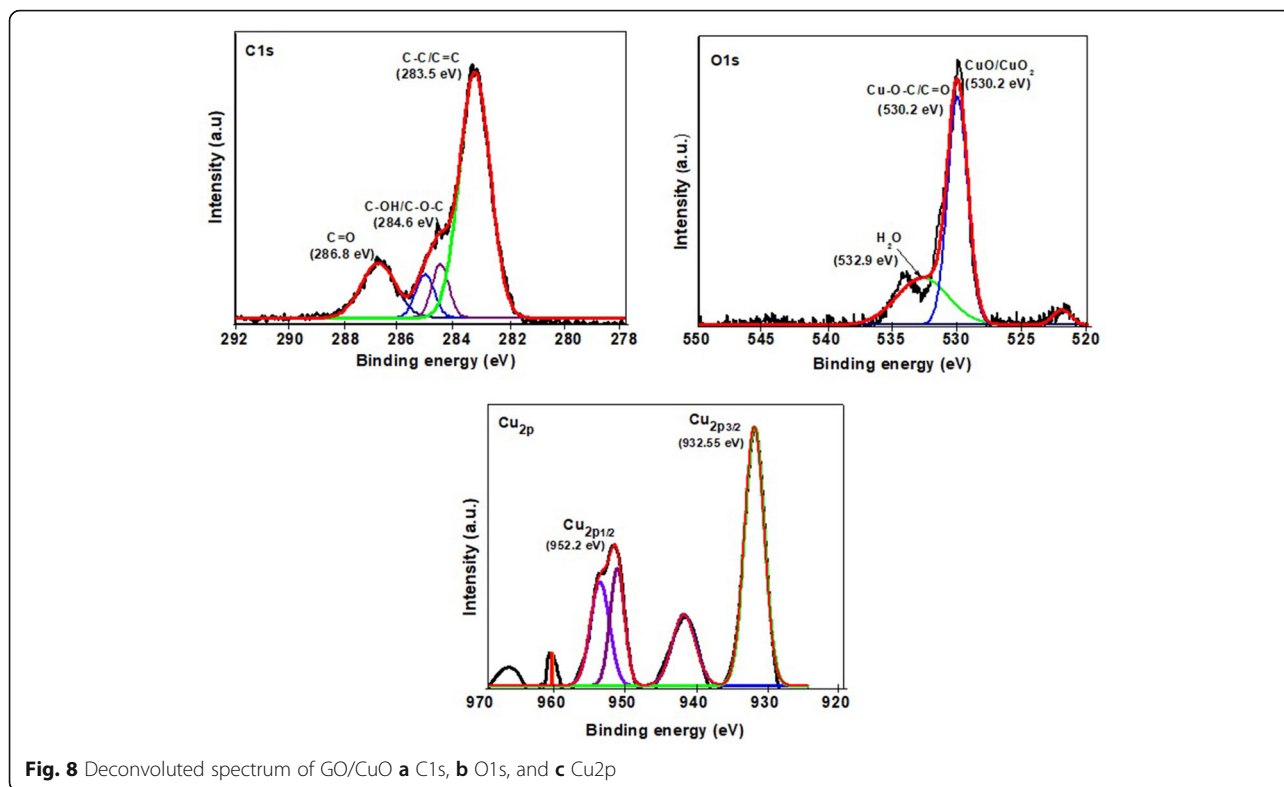 C1s
C-C/C=C
(283.5 eV)
C-OH/C-O-C
(284.6 eV)
C=O
(286.8 eV)
Intensity (a.u)
292 290 288 286 284 282 280 278
Binding energy (eV)
O1s
CuO/CuO₂
(530.2 eV)
Cu-O-C/C=O
(530.2 eV)
H₂O
(532.9 eV)
Intensity (a.u.)
550 545 540 535 530 525 520
Binding energy (eV)
Cu₂p
Cu₂p₃/₂
(932.55 eV)
Cu₂p₁/₂
(952.2 eV)
Intensity (a.u.)
970 960 950 940 930 920
Binding energy (eV)
Fig. 8 Deconvoluted spectrum of GO/CuO a C1s, b O1s, and c Cu2p